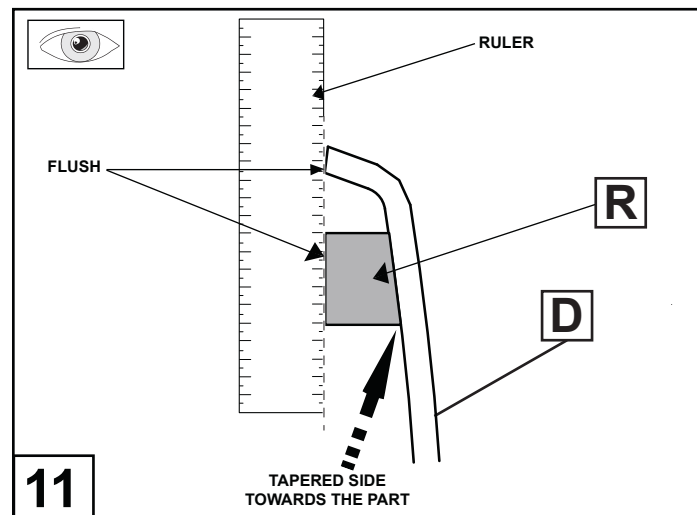 RULER
FLUSH
R
D
TAPERED SIDE
TOWARDS THE PART
11